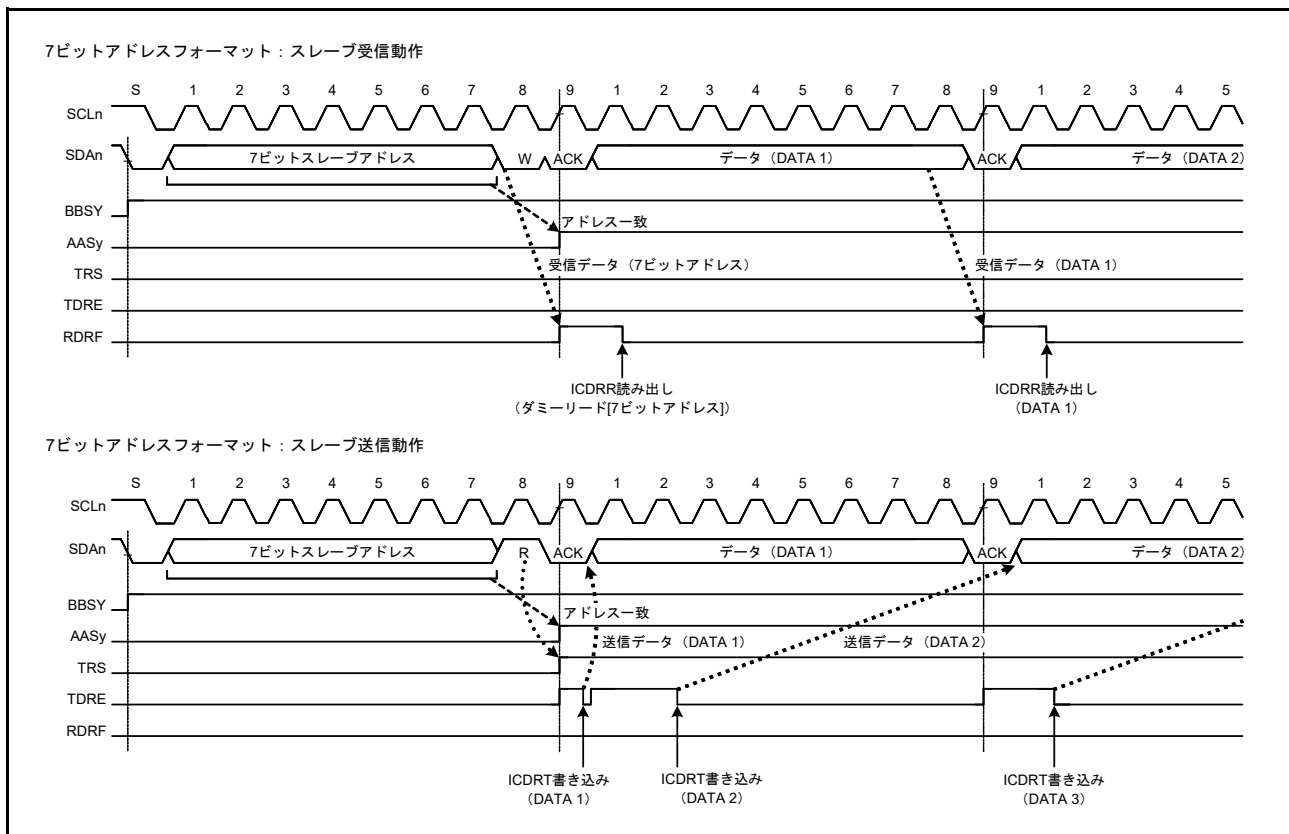 7ビットアドレスフォーマット：スレーブ受信動作
S 1 2 3 4 5 6 7 8 9 1 2 3 4 5 6 7 8 9 1 2 3 4 5
SCLn
SDAn 7ビットスレーブアドレス W ACK データ（DATA 1） ACK データ（DATA 2）
BBSY
アドレス一致
AASy
受信データ（7ビットアドレス） 受信データ（DATA 1）
TRS
TDRE
RDRF
ICDRR読み出し
（ダミーリード[7ビットアドレス]）
ICDRR読み出し
（DATA 1）
7ビットアドレスフォーマット：スレーブ送信動作
S 1 2 3 4 5 6 7 8 9 1 2 3 4 5 6 7 8 9 1 2 3 4 5
SCLn
SDAn 7ビットスレーブアドレス R ACK データ（DATA 1） ACK データ（DATA 2）
BBSY
アドレス一致
AASy
送信データ（DATA 1） 送信データ（DATA 2）
TRS
TDRE
RDRF
ICDRT書き込み
（DATA 1）
ICDRT書き込み
（DATA 2）
ICDRT書き込み
（DATA 3）